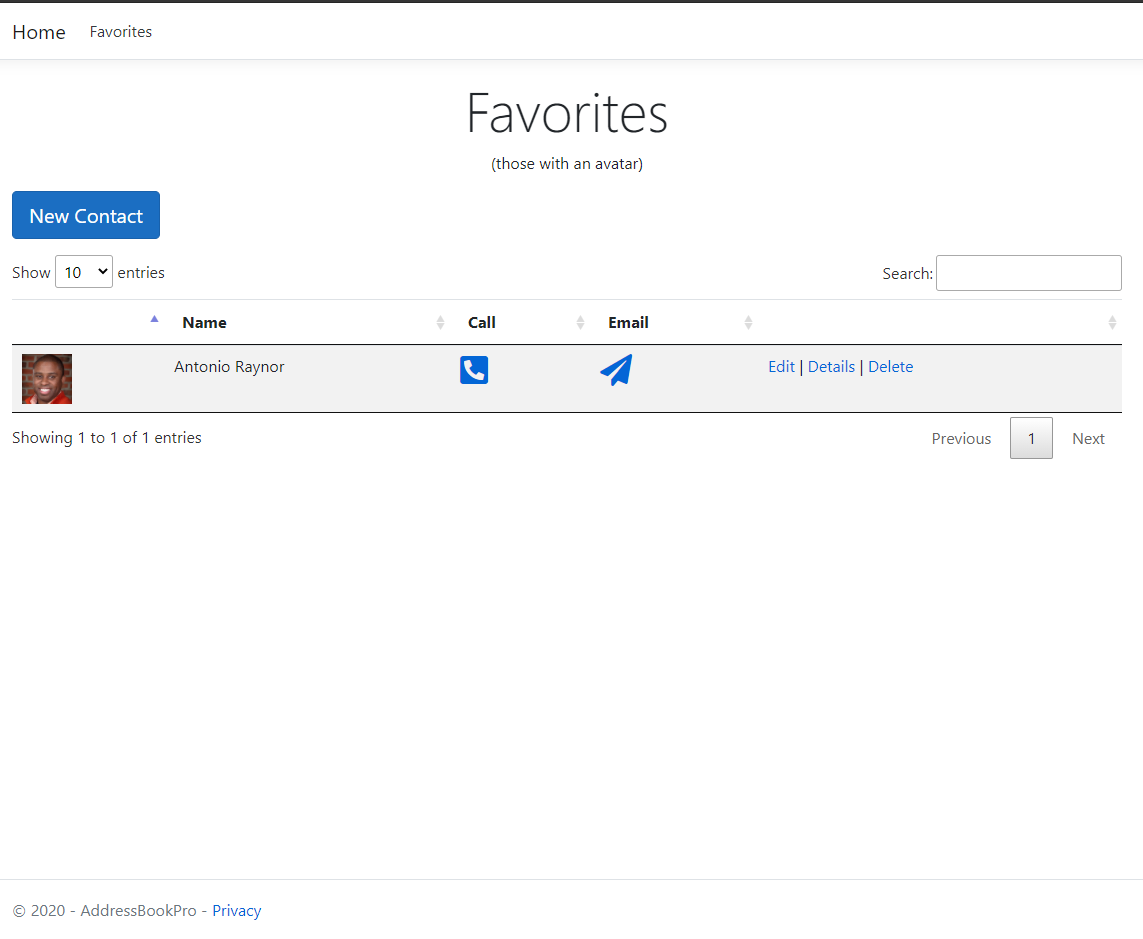 Home Favorites
Favorites
(those with an avatar)
New Contact
Show 10 entries Search:
Name Call Email
Antonio Raynor Edit | Details | Delete
Showing 1 to 1 of 1 entries Previous 1 Next
© 2020 - AddressBookPro - Privacy